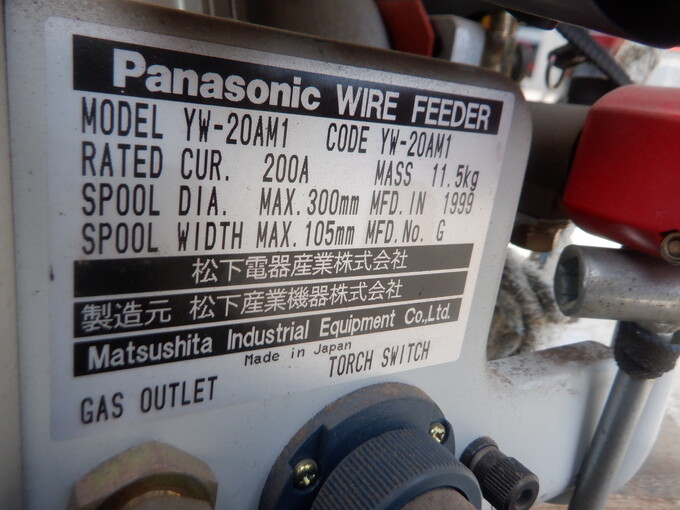 Panasonic WIRE FEEDER
MODEL YW-20AM1 CODE YW-20AM1
RATED CUR. 200A MASS 11.5kg
SPOOL DIA. MAX.300mm MFD.IN 1999
SPOOL WIDTH MAX.105mm MFD.No. G
松下電器産業株式会社
製造元 松下産業機器株式会社
Matsushita Industrial Equipment Co.,Ltd.
Made in Japan
GAS OUTLET TORCH SWITCH